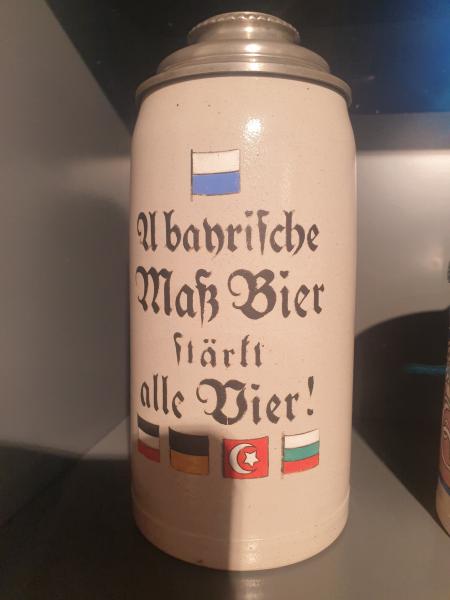 A bayrische
Maß Bier
stärkt
alle Vier!